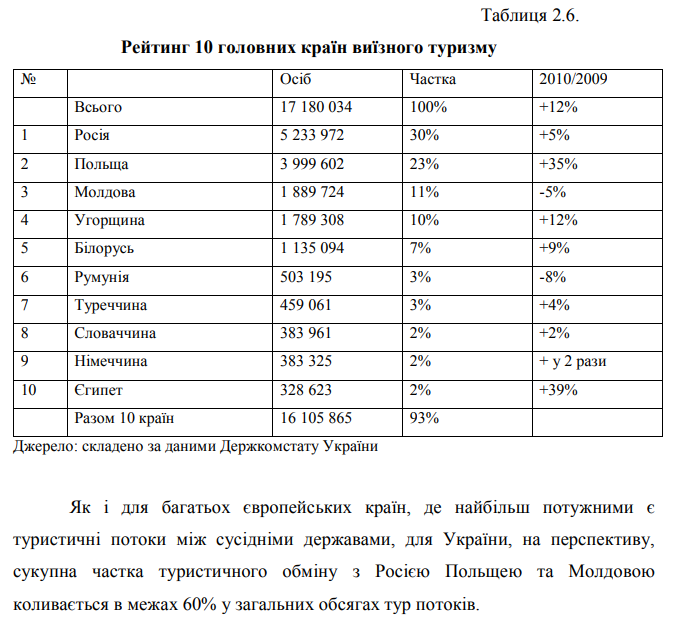 Таблиця 2.6.
Рейтинг 10 головних країн виїзного туризму
№ Осіб Частка 2010/2009
Всього 17 180 034 100% +12%
1 Росія 5 233 972 30% +5%
2 Польща 3 999 602 23% +35%
3 Молдова 1 889 724 11% -5%
4 Угорщина 1 789 308 10% +12%
5 Білорусь 1 135 094 7% +9%
6 Румунія 503 195 3% -8%
7 Туреччина 459 061 3% +4%
8 Словаччина 383 961 2% +2%
9 Німеччина 383 325 2% + у 2 рази
10 Єгипет 328 623 2% +39%
Разом 10 країн 16 105 865 93%
Джерело: складено за даними Держкомстату України
Як і для багатьох європейських країн, де найбільш потужними є
туристичні потоки між сусідніми державами, для України, на перспективу,
сукупна частка туристичного обміну з Росією Польщею та Молдовою
коливається в межах 60% у загальних обсягах тур потоків.